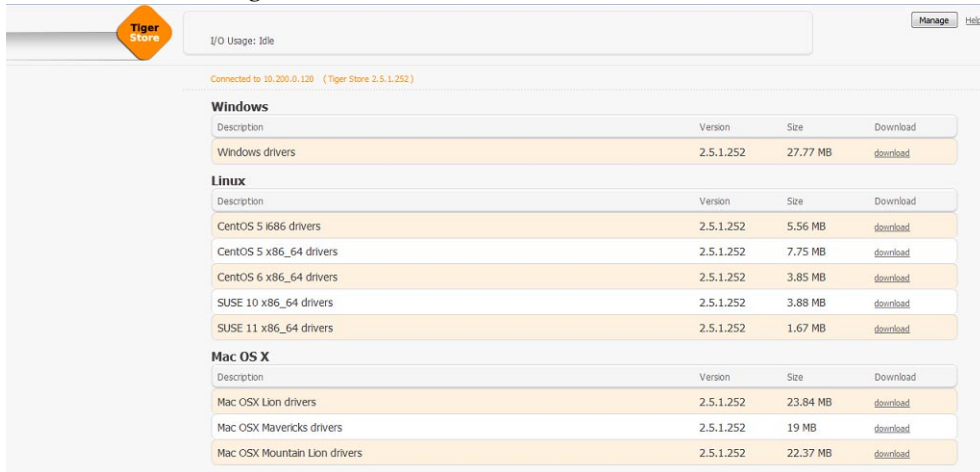 Tiger
Store
Manage
Help
I/O Usage: Idle
Connected to 10.200.0.120 ( Tiger Store 2.5.1.252 )
Windows
Description Version Size Download
Windows drivers 2.5.1.252 27.77 MB download
Linux
Description Version Size Download
CentOS 5 i686 drivers 2.5.1.252 5.56 MB download
CentOS 5 x86_64 drivers 2.5.1.252 7.75 MB download
CentOS 6 x86_64 drivers 2.5.1.252 3.85 MB download
SUSE 10 x86_64 drivers 2.5.1.252 3.88 MB download
SUSE 11 x86_64 drivers 2.5.1.252 1.67 MB download
Mac OS X
Description Version Size Download
Mac OSX Lion drivers 2.5.1.252 23.84 MB download
Mac OSX Mavericks drivers 2.5.1.252 19 MB download
Mac OSX Mountain Lion drivers 2.5.1.252 22.37 MB download